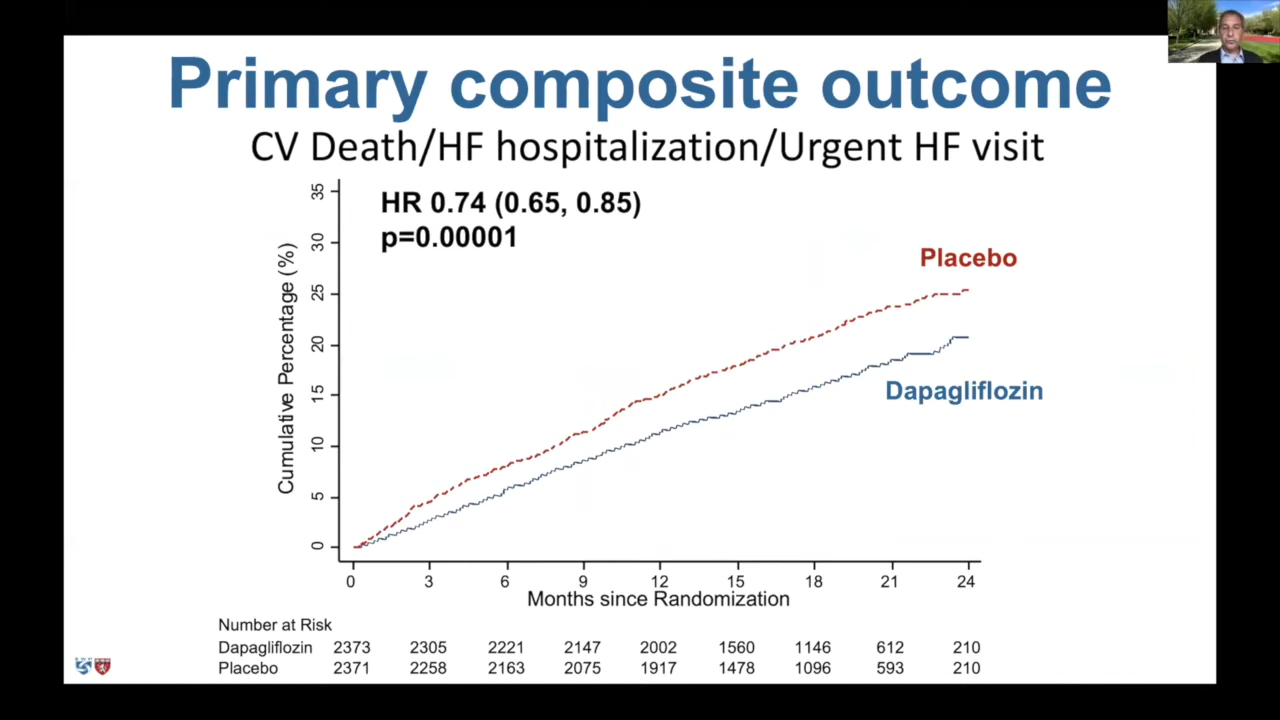 Primary composite outcome
CV Death/HF hospitalization/Urgent HF visit
HR 0.74 (0.65, 0.85)
p=0.00001
Placebo
Dapagliflozin
Cumulative Percentage (%)
35
30
25
20
15
10
5
0
0 3 6 9 12 15 18 21 24
Months since Randomization
Number at Risk
Dapagliflozin 2373 2305 2221 2147 2002 1560 1146 612 210
Placebo 2371 2258 2163 2075 1917 1478 1096 593 210